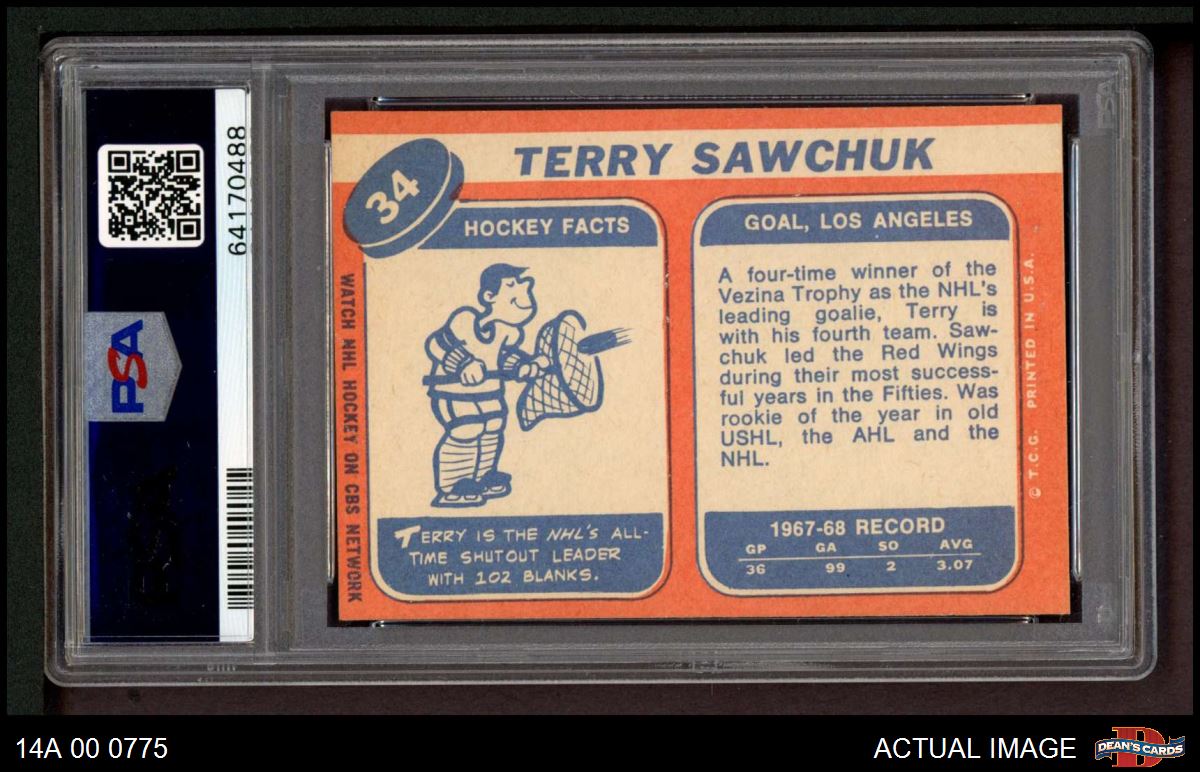 64170488
PSA
34
TERRY SAWCHUK
HOCKEY FACTS
TERRY IS THE NHL'S ALL-
TIME SHUTOUT LEADER
WITH 102 BLANKS.
WATCH NHL HOCKEY ON CBS NETWORK
GOAL, LOS ANGELES
A four-time winner of the
Vezina Trophy as the NHL's
leading goalie, Terry is
with his fourth team. Saw-
chuk led the Red Wings
during their most success-
ful years in the Fifties. Was
rookie of the year in old
USHL, the AHL and the
NHL.
1967-68 RECORD
GP GA SO AVG
36 99 2 3.07
© T.C.G. PRINTED IN U.S.A.
PSA
14A 00 0775
ACTUAL IMAGE
DEAN'S CARDS